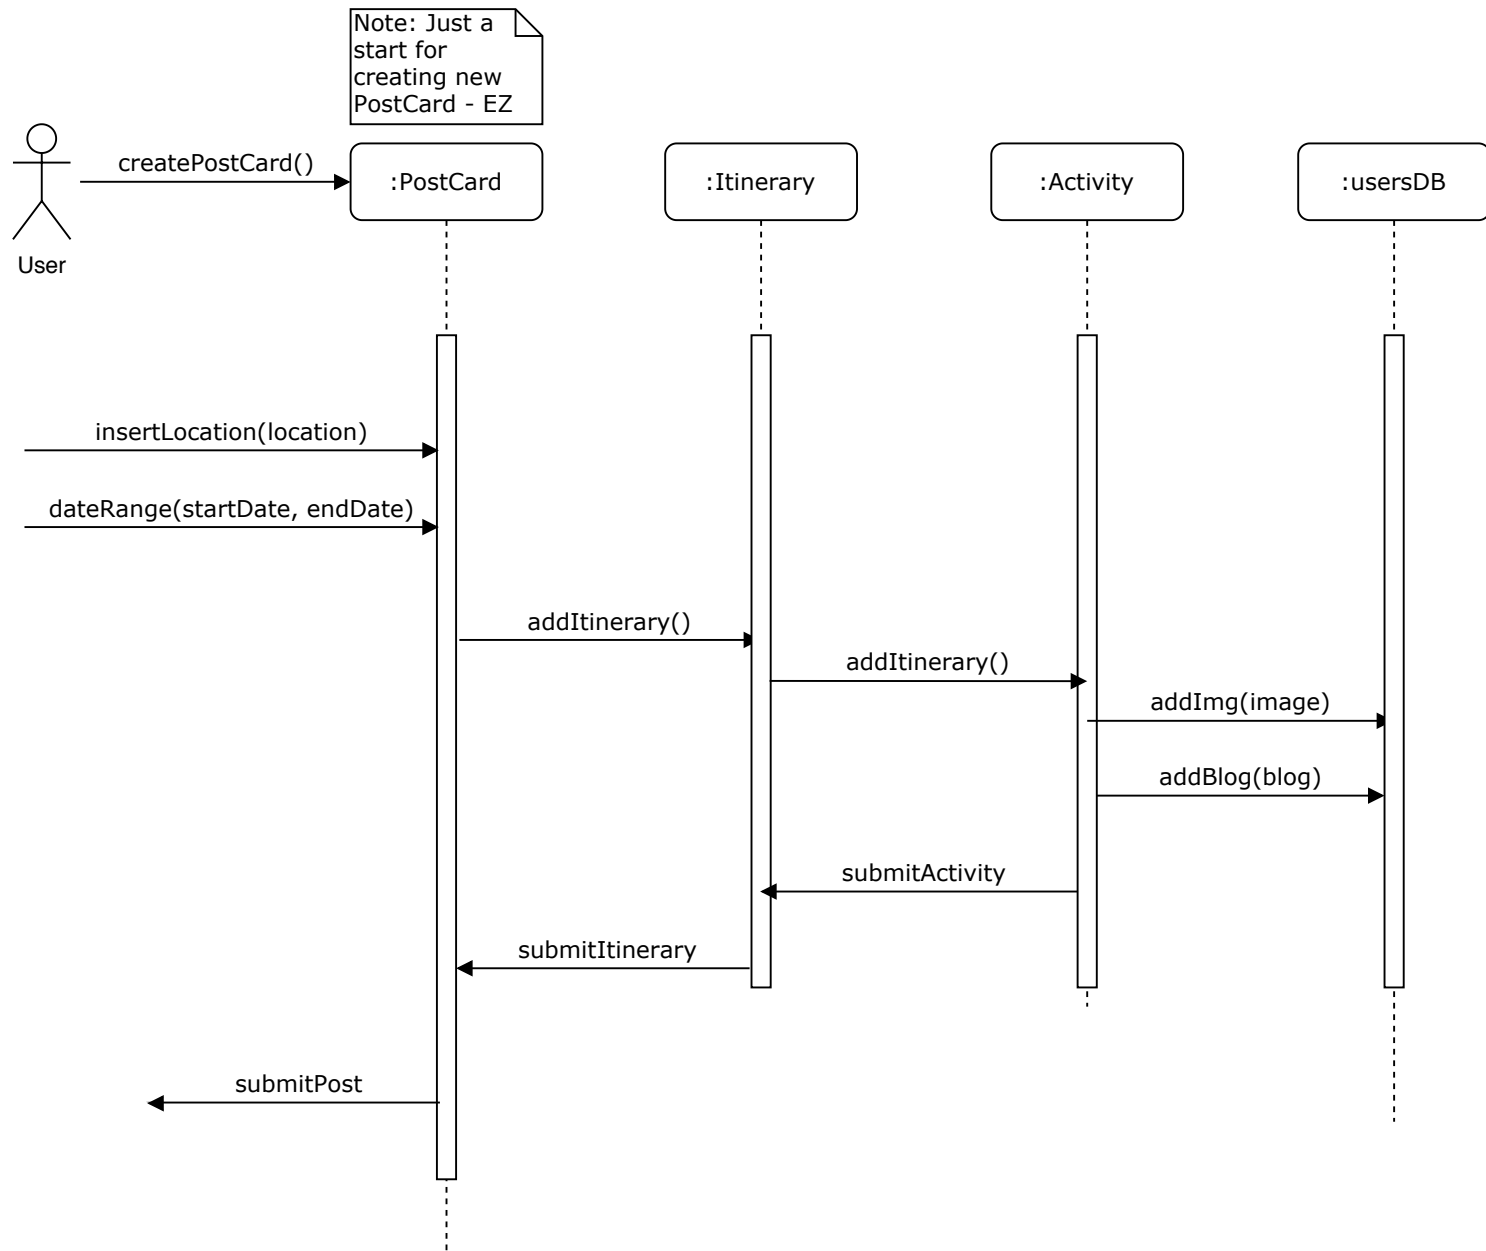 Note: Just a
start for
creating new
PostCard - EZ
createPostCard()
:PostCard
:Itinerary
:Activity
:usersDB
User
insertLocation(location)
dateRange(startDate, endDate)
addItinerary()
addItinerary()
addImg(image)
addBlog(blog)
submitActivity
submitItinerary
submitPost